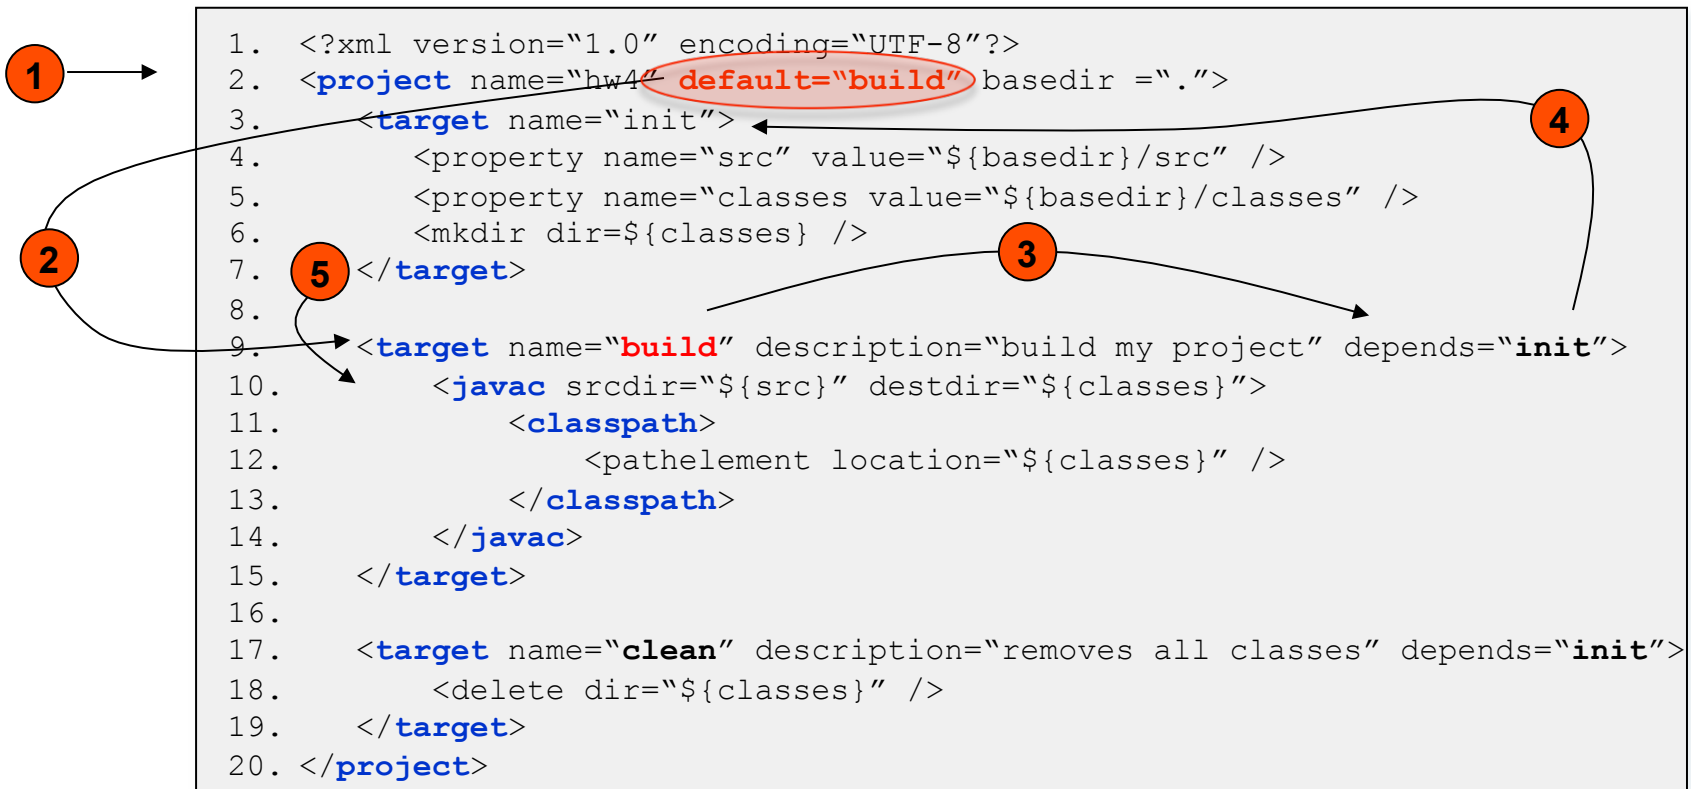 1. <?xml version=“1.0” encoding=“UTF-8”?>
1
2. <project name=“hw4” default=“build” basedir =“.”>
3. <target name=“init”>
4
4. <property name=“src” value=“${basedir}/src” />
5. <property name=“classes value=“${basedir}/classes” />
6. <mkdir dir=${classes} />
2
3
7. </target>
5
8.
9. <target name=“build” description=“build my project” depends=“init”>
10. <javac srcdir=“${src}” destdir=“${classes}”>
11. <classpath>
12. <pathelement location=“${classes}” />
13. </classpath>
14. </javac>
15. </target>
16.
17. <target name=“clean” description=“removes all classes” depends=“init”>
18. <delete dir=“${classes}” />
19. </target>
20. </project>